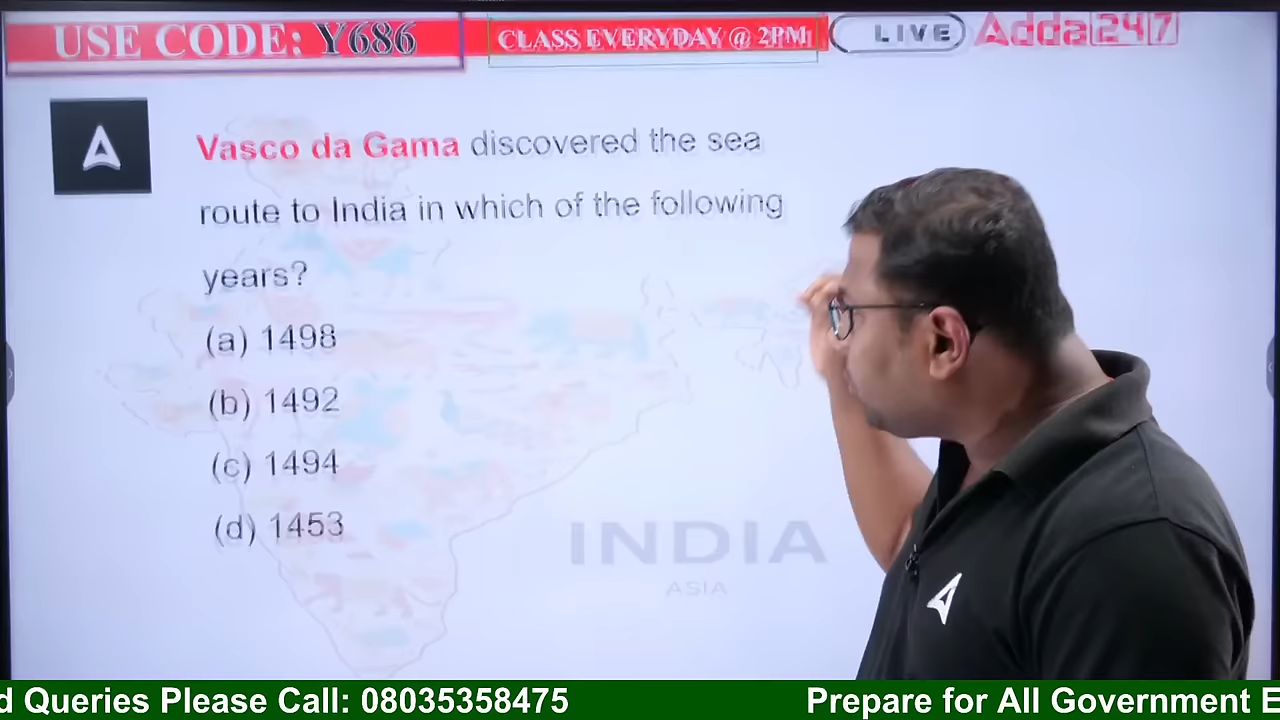 USE CODE: Y686
CLASS EVERYDAY @ 2PM
LIVE
Adda247
Vasco da Gama discovered the sea
route to India in which of the following
years?
(a) 1498
(b) 1492
(c) 1494
(d) 1453
INDIA
ASIA
d Queries Please Call: 08035358475
Prepare for All Government E